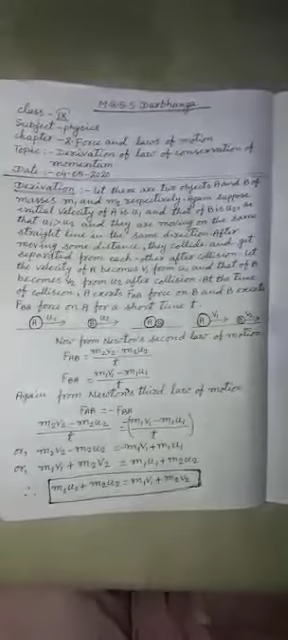 M.G.S.S Darbhanga
class - IX
Subject - physics
chapter - 2. Force and laws of motion
Topic :- Derivation of law of conservation of
momentum
Date :- 04-05-2020
Derivation :- Let there are two objects A and B of
masses m₁ and m₂ respectively. Again suppose
initial velocity of A is u₁ and that of B is u₂ so
that u₁ > u₂ and they are moving on the same
straight line in the same direction. After
moving some distance, they collide and get
separated from each-other after collision. Let
the velocity of A becomes v₁ from u₁ and that of B
becomes v₂ from u₂ after collision. At the time
of collision, A exerts FAB force on B and B exerts
FBA force on A for a short time t.
A u₁ B u₂ A B A v₁ B v₂
Now from Newton's second law of motion
FAB = m₂v₂ - m₂u₂ / t
FBA = m₁v₁ - m₁u₁ / t
Again from Newton's third law of motion
FAB = - FBA
m₂v₂ - m₂u₂ / t = -(m₁v₁ - m₁u₁ / t)
or, m₂v₂ - m₂u₂ = -m₁v₁ + m₁u₁
or, m₁v₁ + m₂v₂ = m₁u₁ + m₂u₂
∴ m₁u₁ + m₂u₂ = m₁v₁ + m₂v₂